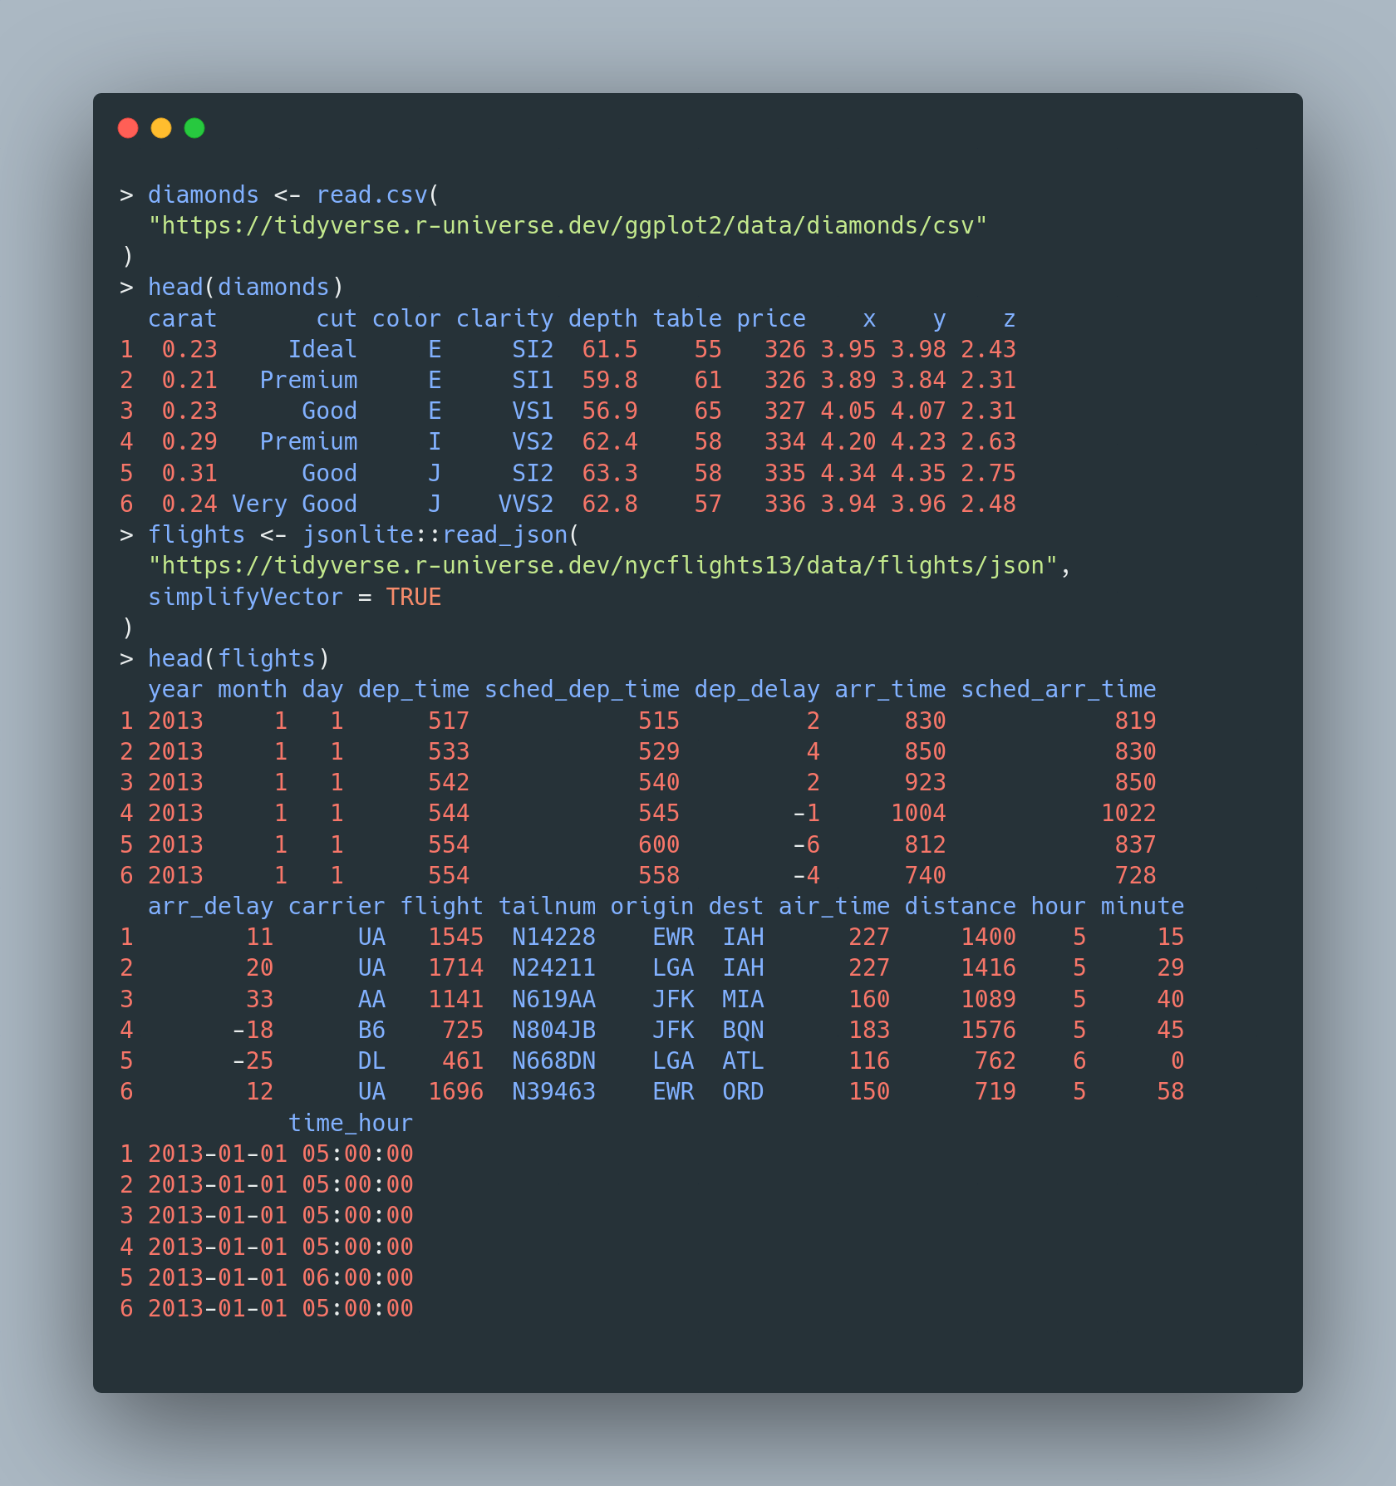 > diamonds <- read.csv(
  "https://tidyverse.r-universe.dev/ggplot2/data/diamonds/csv"
)
> head(diamonds)
  carat       cut color clarity depth table price    x    y    z
1  0.23     Ideal     E     SI2  61.5    55   326 3.95 3.98 2.43
2  0.21   Premium     E     SI1  59.8    61   326 3.89 3.84 2.31
3  0.23      Good     E     VS1  56.9    65   327 4.05 4.07 2.31
4  0.29   Premium     I     VS2  62.4    58   334 4.20 4.23 2.63
5  0.31      Good     J     SI2  63.3    58   335 4.34 4.35 2.75
6  0.24 Very Good     J    VVS2  62.8    57   336 3.94 3.96 2.48
> flights <- jsonlite::read_json(
  "https://tidyverse.r-universe.dev/nycflights13/data/flights/json",
  simplifyVector = TRUE
)
> head(flights)
  year month day dep_time sched_dep_time dep_delay arr_time sched_arr_time
1 2013     1   1      517            515         2      830            819
2 2013     1   1      533            529         4      850            830
3 2013     1   1      542            540         2      923            850
4 2013     1   1      544            545        -1     1004           1022
5 2013     1   1      554            600        -6      812            837
6 2013     1   1      554            558        -4      740            728
  arr_delay carrier flight tailnum origin dest air_time distance hour minute
1        11      UA   1545  N14228    EWR  IAH      227     1400    5     15
2        20      UA   1714  N24211    LGA  IAH      227     1416    5     29
3        33      AA   1141  N619AA    JFK  MIA      160     1089    5     40
4       -18      B6    725  N804JB    JFK  BQN      183     1576    5     45
5       -25      DL    461  N668DN    LGA  ATL      116      762    6      0
6        12      UA   1696  N39463    EWR  ORD      150      719    5     58
            time_hour
1 2013-01-01 05:00:00
2 2013-01-01 05:00:00
3 2013-01-01 05:00:00
4 2013-01-01 05:00:00
5 2013-01-01 06:00:00
6 2013-01-01 05:00:00